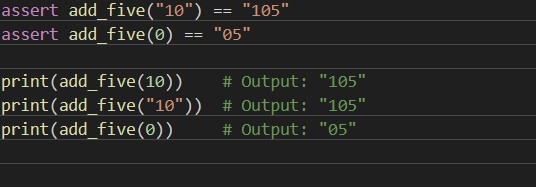 assert add_five("10") == "105"
assert add_five(0) == "05"
print(add_five(10))    # Output: "105"
print(add_five("10"))  # Output: "105"
print(add_five(0))     # Output: "05"